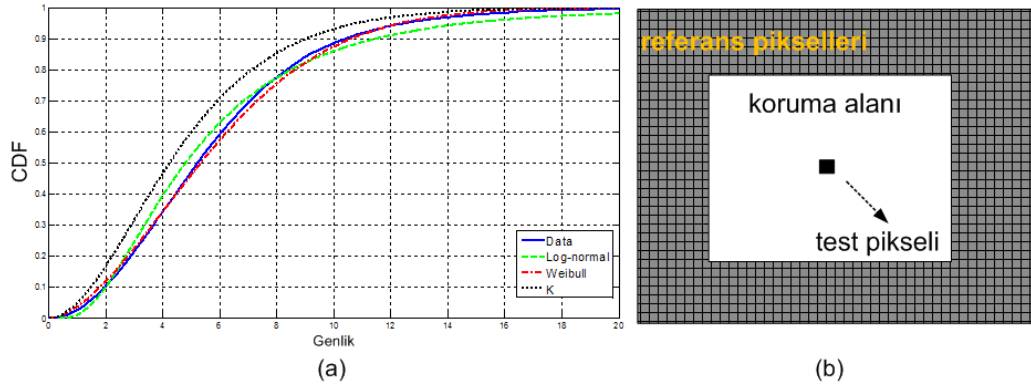 CDF
1
0.9
0.8
0.7
0.6
0.5
0.4
0.3
0.2
0.1
0
0 2 4 6 8 10 12 14 16 18 20
Genlik
Data
Log-normal
Weibull
K
(a)
referans pikselleri
koruma alanı
test pikseli
(b)